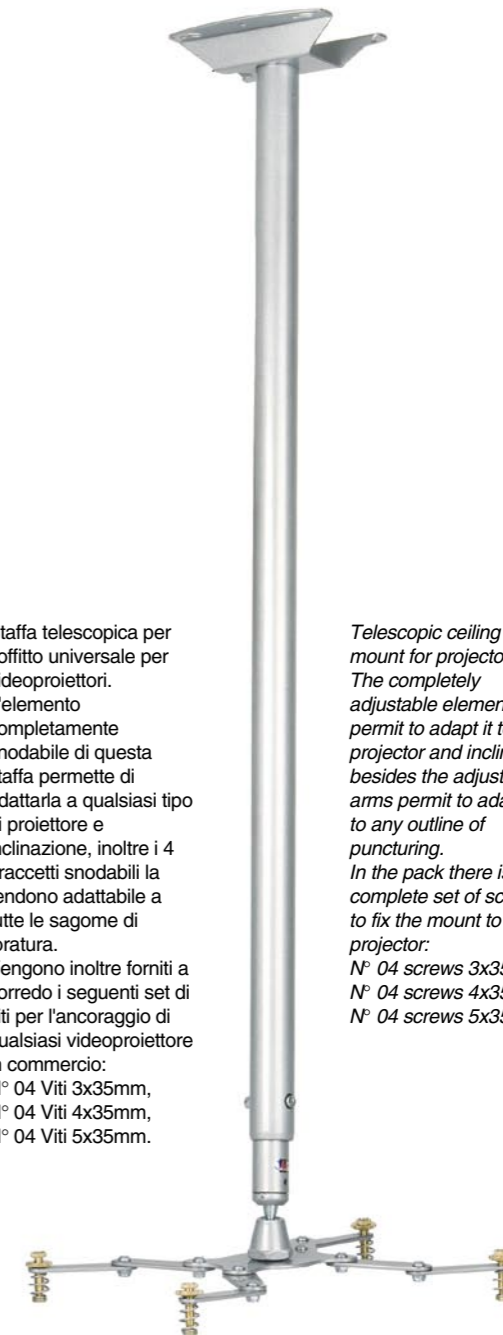 taffa telescopica per
offitto universale per
ideoproiettori.
'elemento
ompletamente
nodabile di questa
taffa permette di
dattarla a qualsiasi tipo
i proiettore e
nclinazione, inoltre i 4
raccetti snodabili la
endono adattabile a
utte le sagome di
oratura.
engono inoltre forniti a
orredo i seguenti set di
iti per l'ancoraggio di
ualsiasi videoproiettore
n commercio:
° 04 Viti 3x35mm,
° 04 Viti 4x35mm,
° 04 Viti 5x35mm.
Telescopic ceiling
mount for projecto
The completely
adjustable elemen
permit to adapt it t
projector and inclin
besides the adjust
arms permit to ada
to any outline of
puncturing.
In the pack there is
complete set of sc
to fix the mount to
projector:
N° 04 screws 3x35
N° 04 screws 4x35
N° 04 screws 5x35